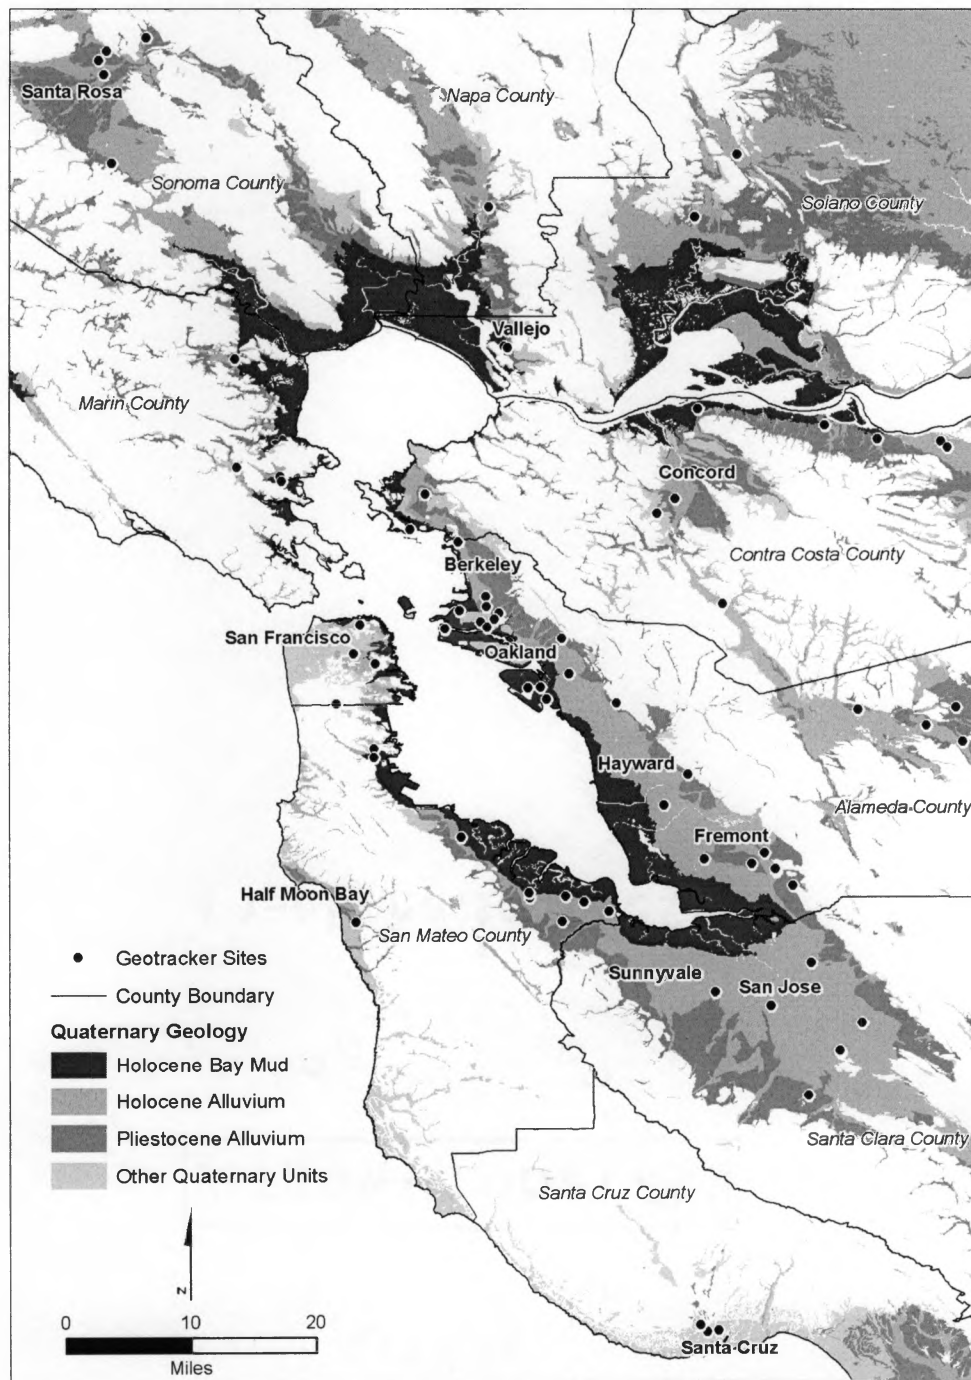 Napa County
Santa Rosa
Sonoma County
Solano County
Vallejo
Marin County
Concord
Contra Costa County
Berkeley
San Francisco
Oakland
Hayward
Alameda County
Fremont
Half Moon Bay
San Mateo County
Sunnyvale
San Jose
Geotracker Sites
County Boundary
Quaternary Geology
Holocene Bay Mud
Holocene Alluvium
Pliestocene Alluvium
Other Quaternary Units
Santa Clara County
Santa Cruz County
N
0 10 20
Miles
Santa Cruz